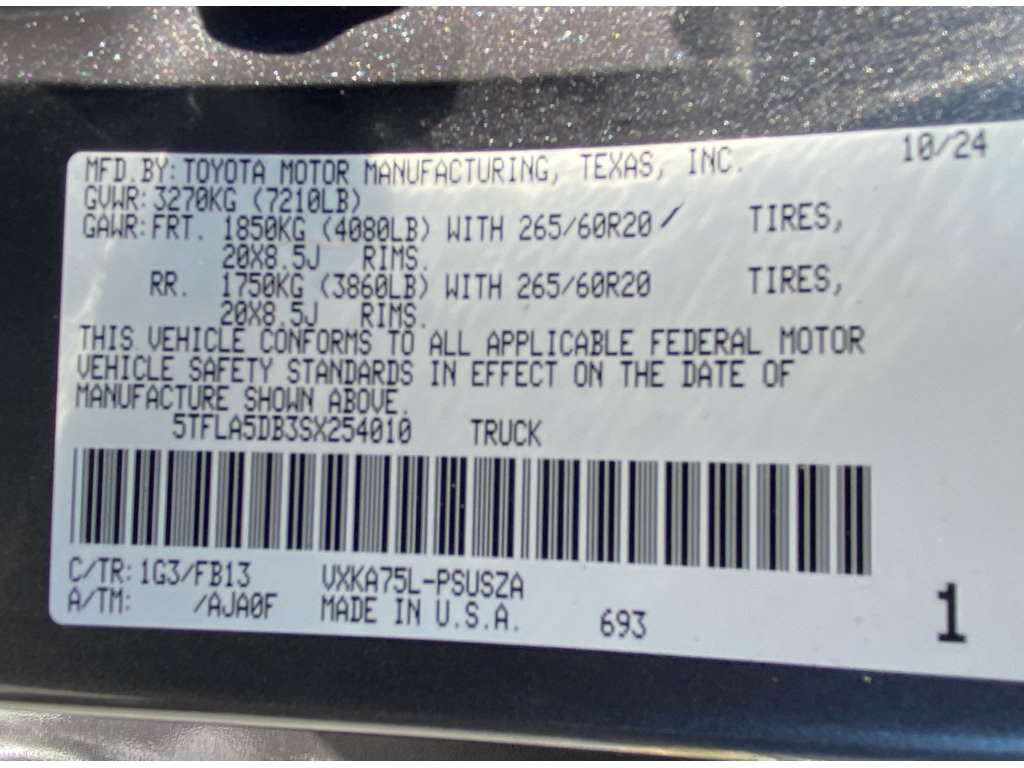 10/24
MFD.BY: TOYOTA MOTOR MANUFACTURING, TEXAS, INC.
GVWR: 3270KG (7210LB)
GAWR: FRT. 1850KG (4080LB) WITH 265/60R20 TIRES,
20X8.5J RIMS.
RR. 1750KG (3860LB) WITH 265/60R20 TIRES,
20X8.5J RIMS.
THIS VEHICLE CONFORMS TO ALL APPLICABLE FEDERAL MOTOR
VEHICLE SAFETY STANDARDS IN EFFECT ON THE DATE OF
MANUFACTURE SHOWN ABOVE.
5TFLA5DB3SX254010 TRUCK
C/TR: 1G3/FB13 VXKA75L-PSUSZA
A/TM: /AJA0F MADE IN U.S.A. 693
1